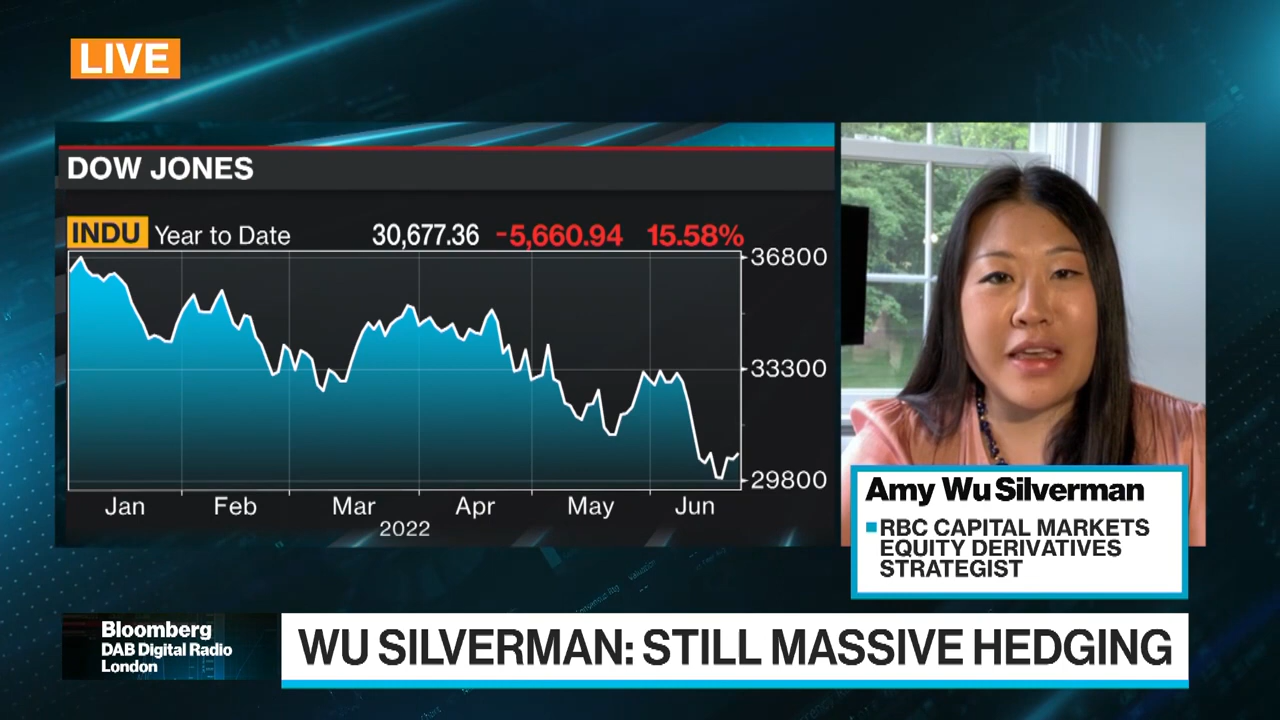 LIVE
DOW JONES
INDU Year to Date 30,677.36 -5,660.94 15.58%
36800
33300
29800
Jan Feb Mar Apr May Jun
2022
Amy Wu Silverman
RBC CAPITAL MARKETS
EQUITY DERIVATIVES
STRATEGIST
Bloomberg
DAB Digital Radio
London
WU SILVERMAN: STILL MASSIVE HEDGING